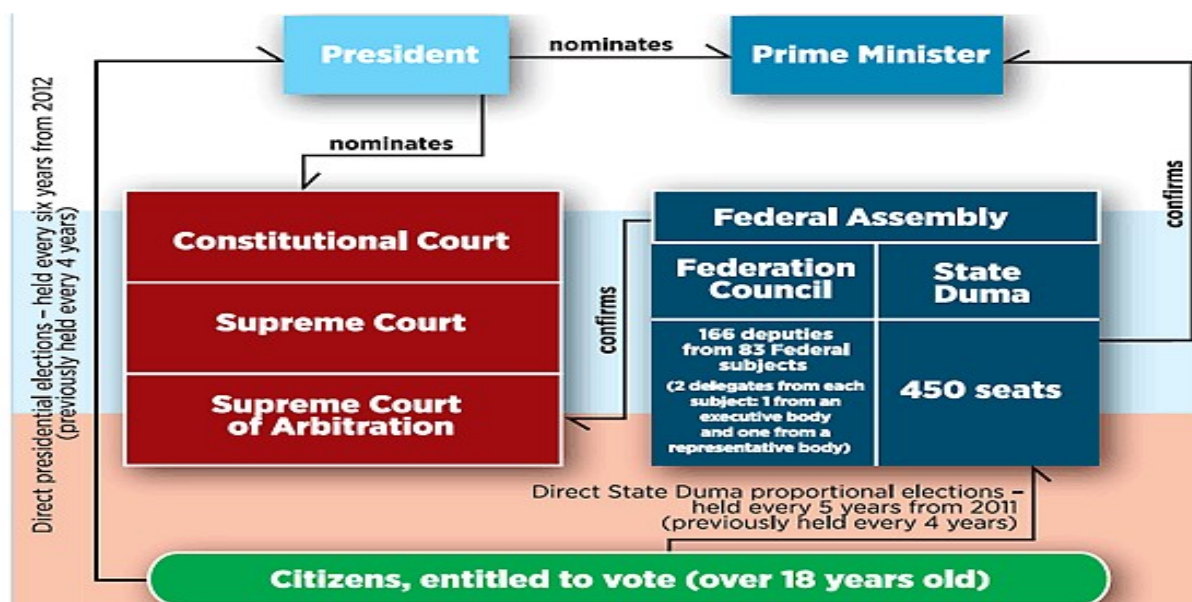 President
nominates
Prime Minister
nominates
Direct presidential elections – held every six years from 2012
(previously held every 4 years)
Constitutional Court
Supreme Court
Supreme Court
of Arbitration
confirms
Federal Assembly
Federation
Council
166 deputies
from 83 Federal
subjects
(2 delegates from each
subject: 1 from an
executive body
and one from a
representative body)
State
Duma
450 seats
confirms
Direct State Duma proportional elections –
held every 5 years from 2011
(previously held every 4 years)
Citizens, entitled to vote (over 18 years old)